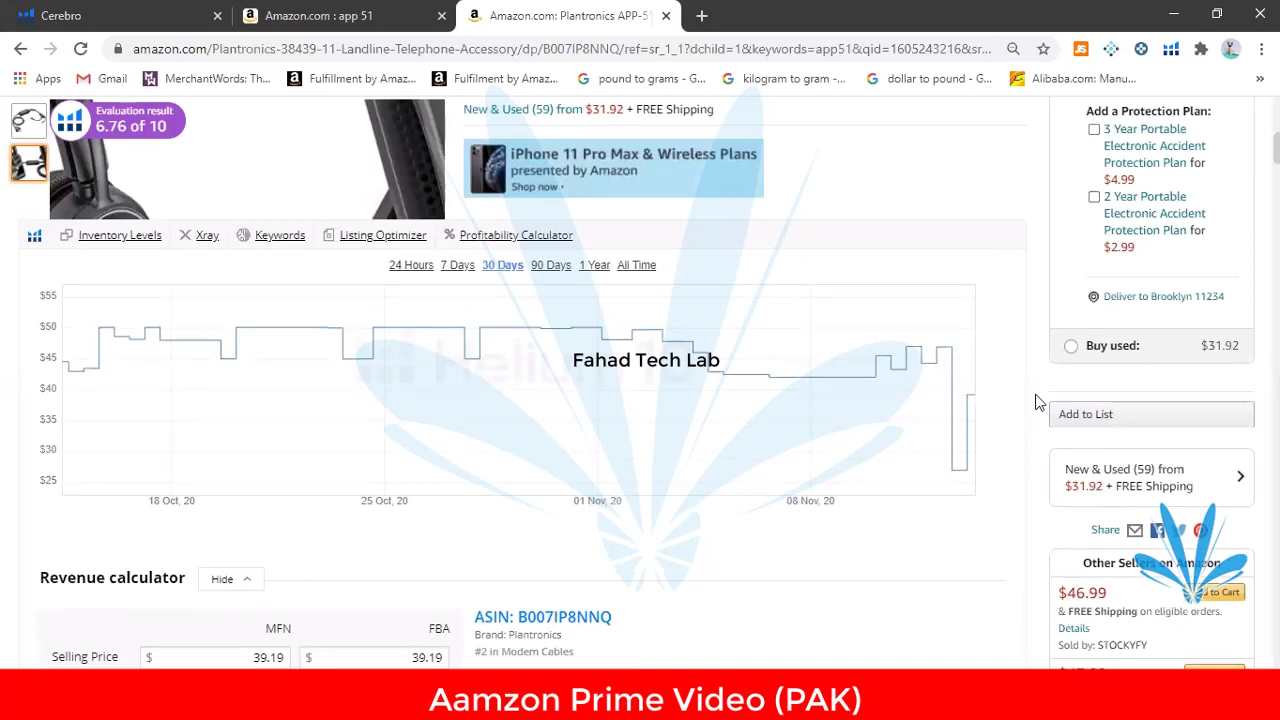 Cerebro
Amazon.com : app 51
Amazon.com: Plantronics APP-5
amazon.com/Plantronics-38439-11-Landline-Telephone-Accessory/dp/B007IP8NNQ/ref=sr_1_1?dchild=1&keywords=app51&qid=1605243216&sr...
Apps
Gmail
MerchantWords: Th...
Fulfillment by Amaz...
Fulfilment by Amaz...
pound to grams - G...
kilogram to gram -...
dollar to pound - G...
Alibaba.com: Manu...
»
Evaluation result
6.76 of 10
New & Used (59) from $31.92 + FREE Shipping
iPhone 11 Pro Max & Wireless Plans
presented by Amazon
Shop now ›
Add a Protection Plan:
3 Year Portable
Electronic Accident
Protection Plan for
$4.99
2 Year Portable
Electronic Accident
Protection Plan for
$2.99
Deliver to Brooklyn 11234
Buy used: $31.92
Add to List
New & Used (59) from
$31.92 + FREE Shipping
Share
Other Sellers on Amazon
$46.99
to Cart
& FREE Shipping on eligible orders.
Details
Sold by: STOCKYFY
Inventory Levels
Xray
Keywords
Listing Optimizer
Profitability Calculator
24 Hours 7 Days 30 Days 90 Days 1 Year All Time
$55
$50
$45
$40
$35
$30
$25
18 Oct, 20
25 Oct, 20
01 Nov, 20
08 Nov, 20
Fahad Tech Lab
Revenue calculator
Hide
MFN FBA
Selling Price $ 39.19 $ 39.19
ASIN: B007IP8NNQ
Brand: Plantronics
#2 in Modem Cables
Aamzon Prime Video (PAK)